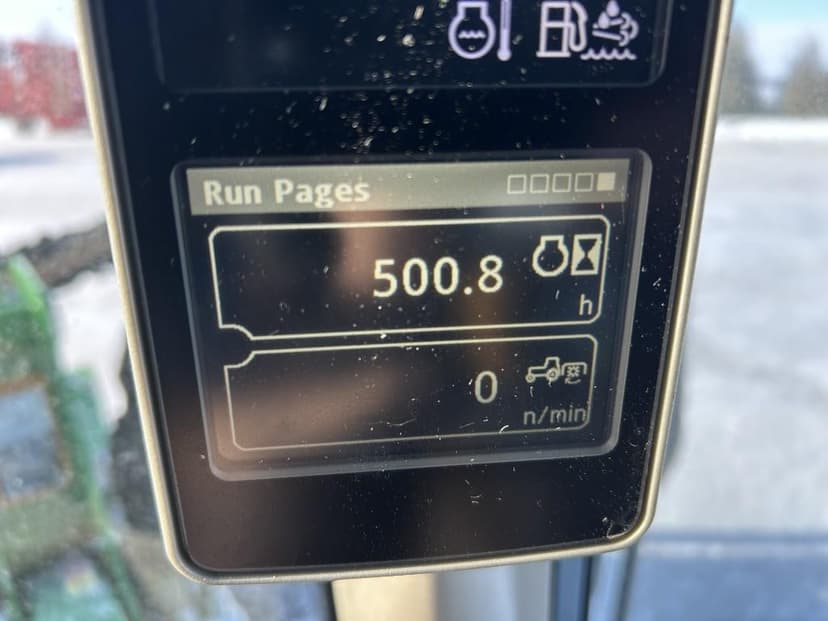 Run Pages
500.8
h
0
n/min